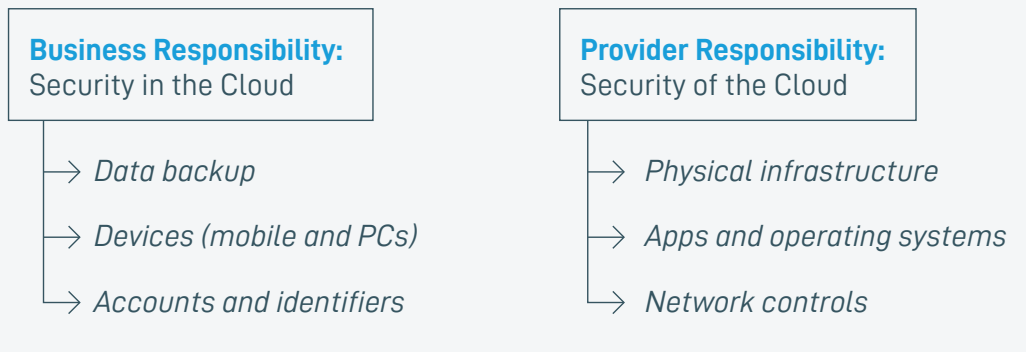 Business Responsibility:
Security in the Cloud
Data backup
Devices (mobile and PCs)
Accounts and identifiers
Provider Responsibility:
Security of the Cloud
Physical infrastructure
Apps and operating systems
Network controls